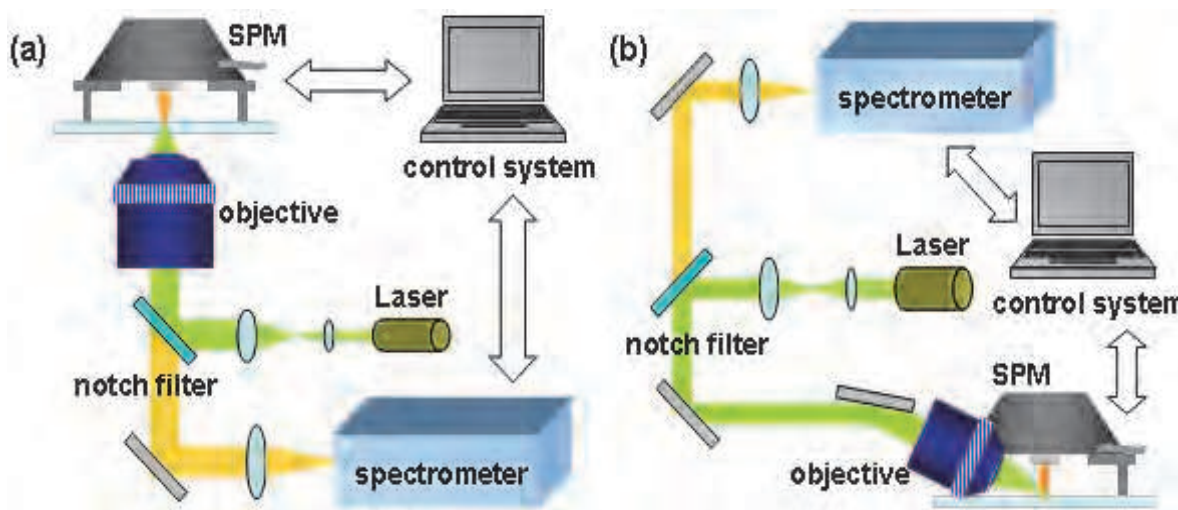 (a)
SPM
control system
objective
Laser
notch filter
spectrometer
(b)
spectrometer
Laser
control system
notch filter
SPM
objective